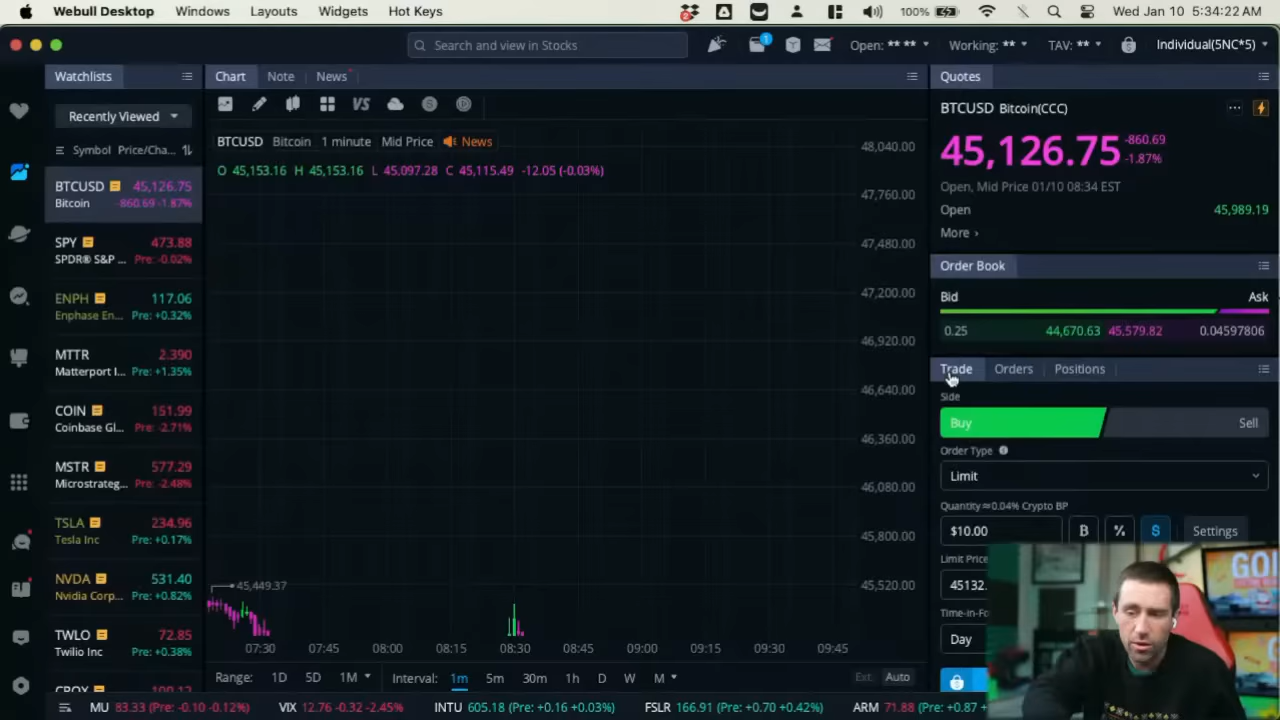 Webull Desktop Windows Layouts Widgets Hot Keys 2 100% Wed Jan 10 5:34:22 AM
Search and view in Stocks 1 Open: ** ** Working: ** TAV: ** Individual(5NC*5)
Watchlists
Recently Viewed
Symbol Price/Cha...
BTCUSD 45,126.75
Bitcoin -860.69 -1.87%
SPY 473.88
SPDR® S&P ... Pre: -0.02%
ENPH 117.06
Enphase En... Pre: +0.32%
MTTR 2.390
Matterport I... Pre: +1.35%
COIN 151.99
Coinbase Gl... Pre: -2.71%
MSTR 577.29
Microstrateg... Pre: -2.48%
TSLA 234.96
Tesla Inc Pre: +0.17%
NVDA 531.40
Nvidia Corp... Pre: +0.82%
TWLO 72.85
Twilio Inc Pre: +0.38%
Chart Note News
VS S
BTCUSD Bitcoin 1 minute Mid Price News
O 45,153.16 H 45,153.16 L 45,097.28 C 45,115.49 -12.05 (-0.03%)
48,040.00
47,760.00
47,480.00
47,200.00
46,920.00
46,640.00
46,360.00
46,080.00
45,800.00
45,520.00
45,449.37
07:30 07:45 08:00 08:15 08:30 08:45 09:00 09:15 09:30 09:45
Range: 1D 5D 1M Interval: 1m 5m 30m 1h D W M Ext. Auto
Quotes
BTCUSD Bitcoin(CCC)
45,126.75 -860.69
-1.87%
Open, Mid Price 01/10 08:34 EST
Open 45,989.19
More
Order Book
Bid Ask
0.25 44,670.63 45,579.82 0.04597806
Trade Orders Positions
Side
Buy Sell
Order Type
Limit
Quantity ≈0.04% Crypto BP
$10.00 B % $ Settings
Limit Price
45132.
Time-in-Fo
Day
GOI
MU 83.33 (Pre: -0.10 -0.12%) VIX 12.76 -0.32 -2.45% INTU 605.18 (Pre: +0.16 +0.03%) FSLR 166.91 (Pre: +0.70 +0.42%) ARM 71.88 (Pre: +0.87 +